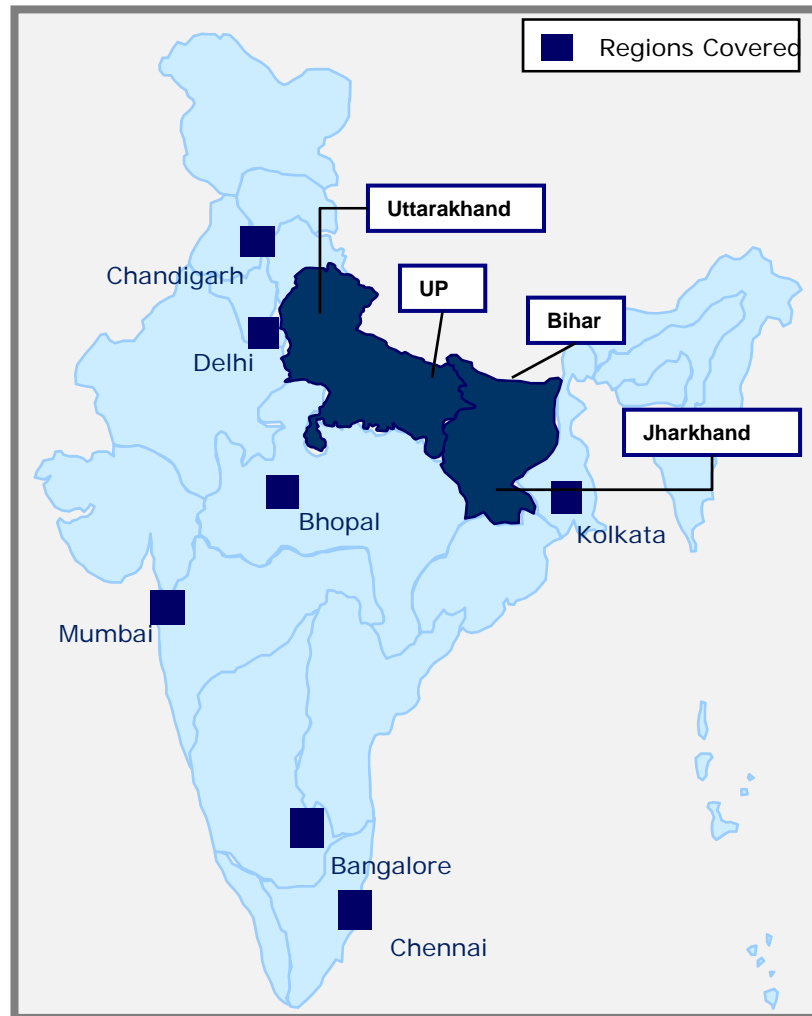 Regions Covered
Uttarakhand
Chandigarh
UP
Bihar
Delhi
Jharkhand
Bhopal
Kolkata
Mumbai
Bangalore
Chennai